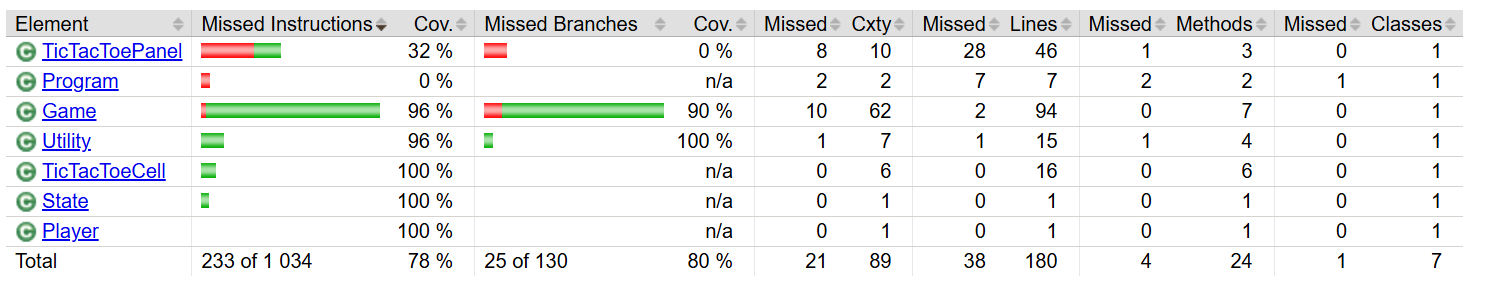 Element Missed Instructions Cov. Missed Branches Cov. Missed Cxty Missed Lines Missed Methods Missed Classes
C TicTacToePanel 32 % 0 % 8 10 28 46 1 3 0 1
C Program 0 % n/a 2 2 7 7 2 2 1 1
C Game 96 % 90 % 10 62 2 94 0 7 0 1
C Utility 96 % 100 % 1 7 1 15 1 4 0 1
C TicTacToeCell 100 % n/a 0 6 0 16 0 6 0 1
C State 100 % n/a 0 1 0 1 0 1 0 1
C Player 100 % n/a 0 1 0 1 0 1 0 1
Total 233 of 1 034 78 % 25 of 130 80 % 21 89 38 180 4 24 1 7